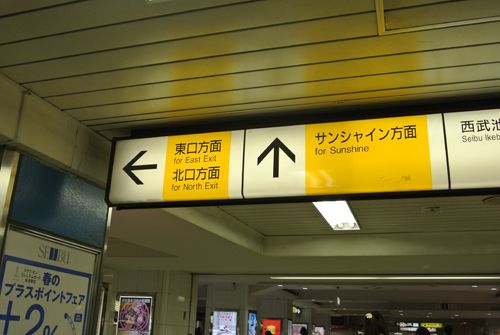 東口方面
for East Exit
北口方面
for North Exit
サンシャイン方面
for Sunshine
西武池
Seibu Ikeb
SEIBU
春の
プラスポイントフェア
+2%